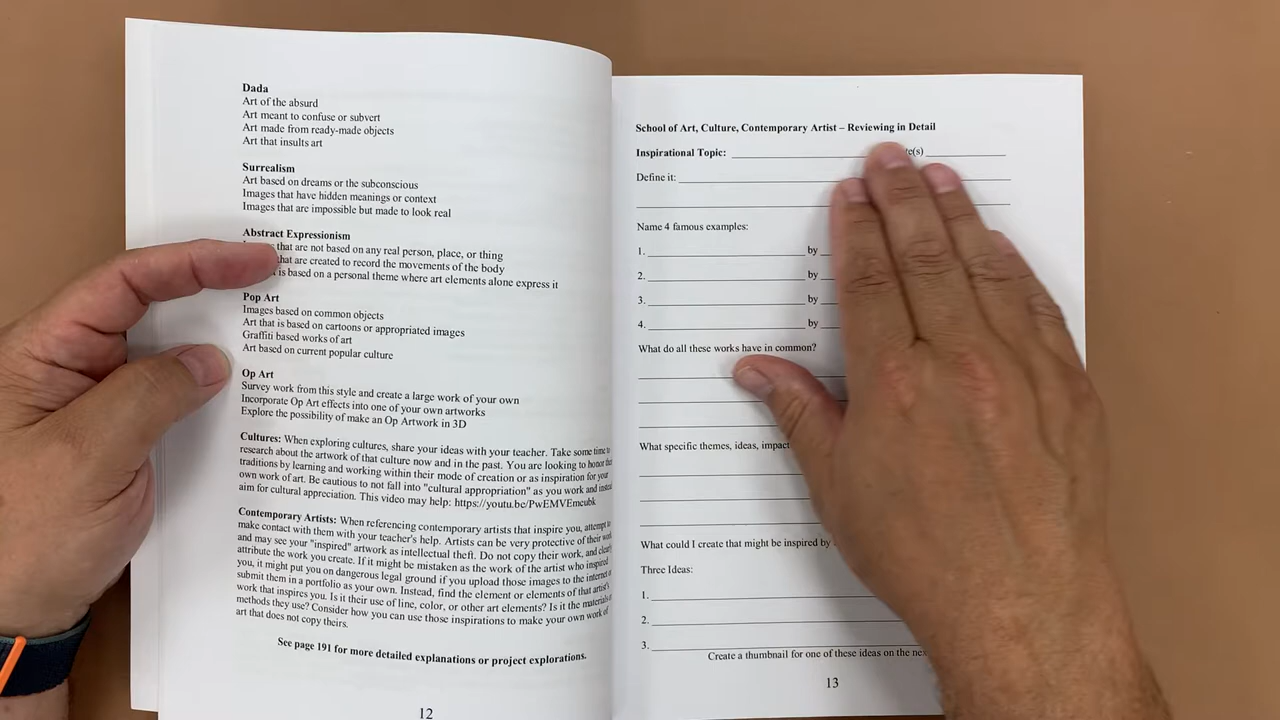 Dada
Art of the absurd
Art meant to confuse or subvert
Art made from ready-made objects
Art that insults art
Surrealism
Art based on dreams or the subconscious
Images that have hidden meanings or context
Images that are impossible but made to look real
Abstract Expressionism
that are not based on any real person, place, or thing
that are created to record the movements of the body
is based on a personal theme where art elements alone express it
Pop Art
Images based on common objects
Art that is based on cartoons or appropriated images
Graffiti based works of art
Art based on current popular culture
Op Art
Survey work from this style and create a large work of your own
Incorporate Op Art effects into one of your own artworks
Explore the possibility of make an Op Artwork in 3D
Cultures: When exploring cultures, share your ideas with your teacher. Take some time to
research about the artwork of that culture now and in the past. You are looking to honor
traditions by learning and working within their mode of creation or as inspiration for your
own work of art. Be cautious to not fall into "cultural appropriation" as you work and
aim for cultural appreciation. This video may help:
Contemporary Artists: When referencing contemporary artists that inspire you, attempt to
make contact with them with your teacher's help. Artists can be very protective of their
and may see your "inspired" artwork as intellectual theft. Do not copy their work, and
attribute the work you create. If it might be mistaken as the work of the artist who inspired
you, it might put you on dangerous legal ground if you upload those images to the internet
submit them in a portfolio as your own. Instead, find the element or elements of that artist's
work that inspires you. Is it their use of line, color, or other art elements? Is it the materials
methods they use? Consider how you can use those inspirations to make your own work of
art that does not copy theirs.
See page 191 for more detailed explanations or project explorations.
12
School of Art, Culture, Contemporary Artist – Reviewing in Detail
Inspirational Topic:
Define it:
Name 4 famous examples:
1. by
2. by
3. by
4. by
What do all these works have in common?
What specific themes, ideas,
What could I create that might be inspired by
Three Ideas:
1.
2.
3.
Create a thumbnail for one of these ideas on the
13